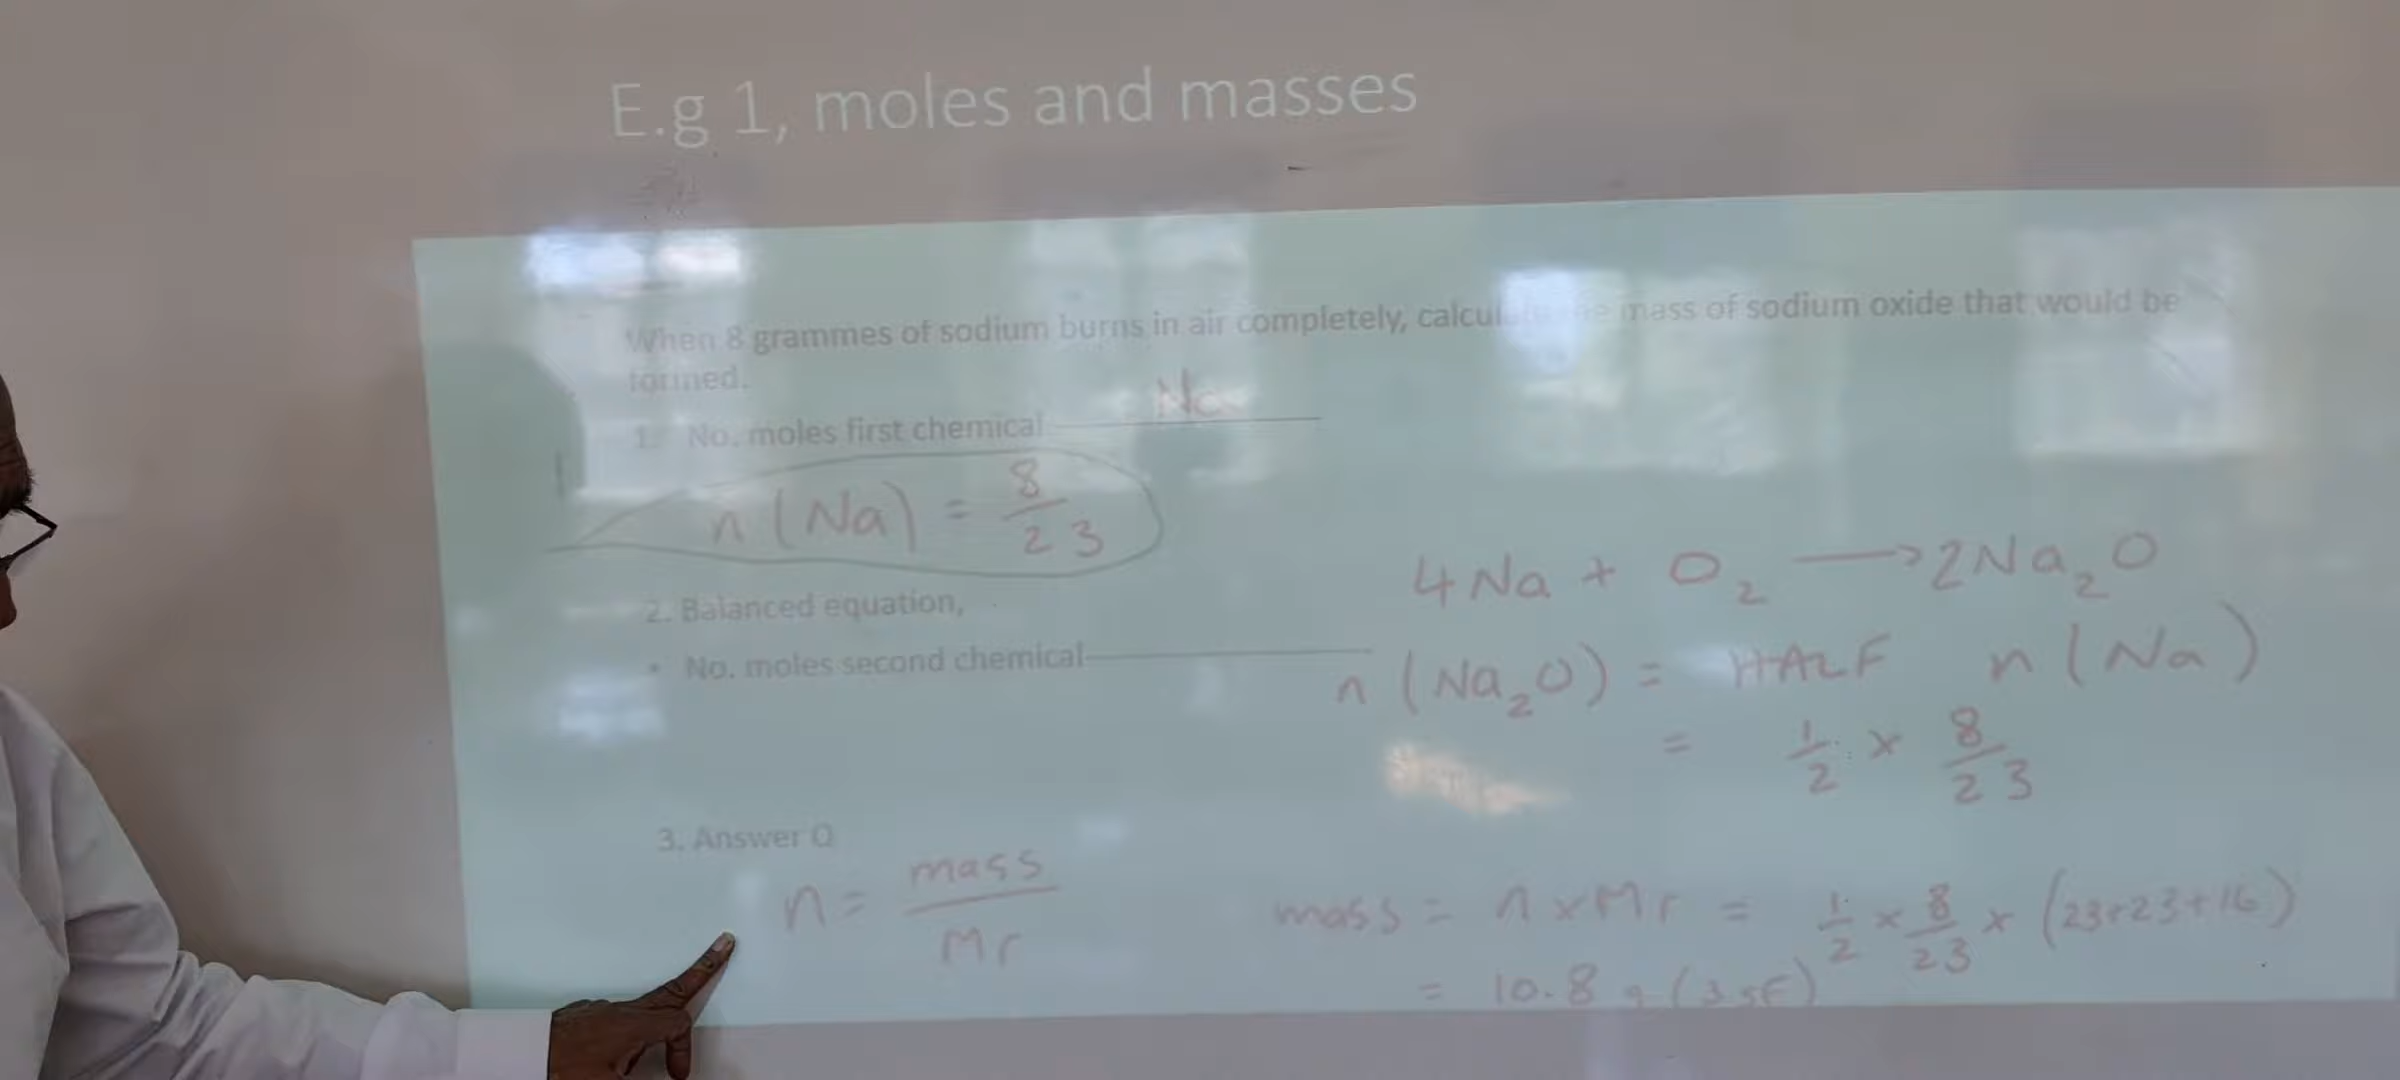 E.g 1, moles and masses
When 8 grammes of sodium burns in air completely, mass of sodium oxide that would be
formed.
1. No. moles first chemical Na
n (Na) = 8/23
2. Balanced equation,
4Na + O₂ → 2Na₂O
• No. moles second chemical
n (Na₂O) = HALF n (Na)
= 1/2 × 8/23
3. Answer Q
n = mass/Mr
mass = n × Mr = 1/2 × 8/23 × (23+23+16)
= 10.8 g (3SF)